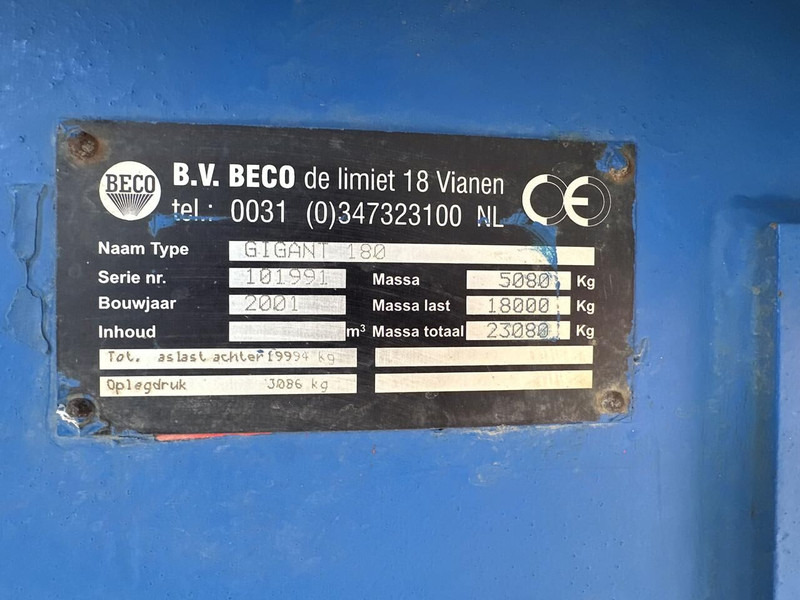 BECO
B.V. BECO de limiet 18 Vianen
tel.: 0031 (0)347323100 NL
CE
Naam Type GIGANT 180
Serie nr. 101991 Massa 5080 Kg
Bouwjaar 2001 Massa last 18000 Kg
Inhoud m³ Massa totaal 23080 Kg
Tot. aslast achter 19994 kg
Oplegdruk 3086 kg